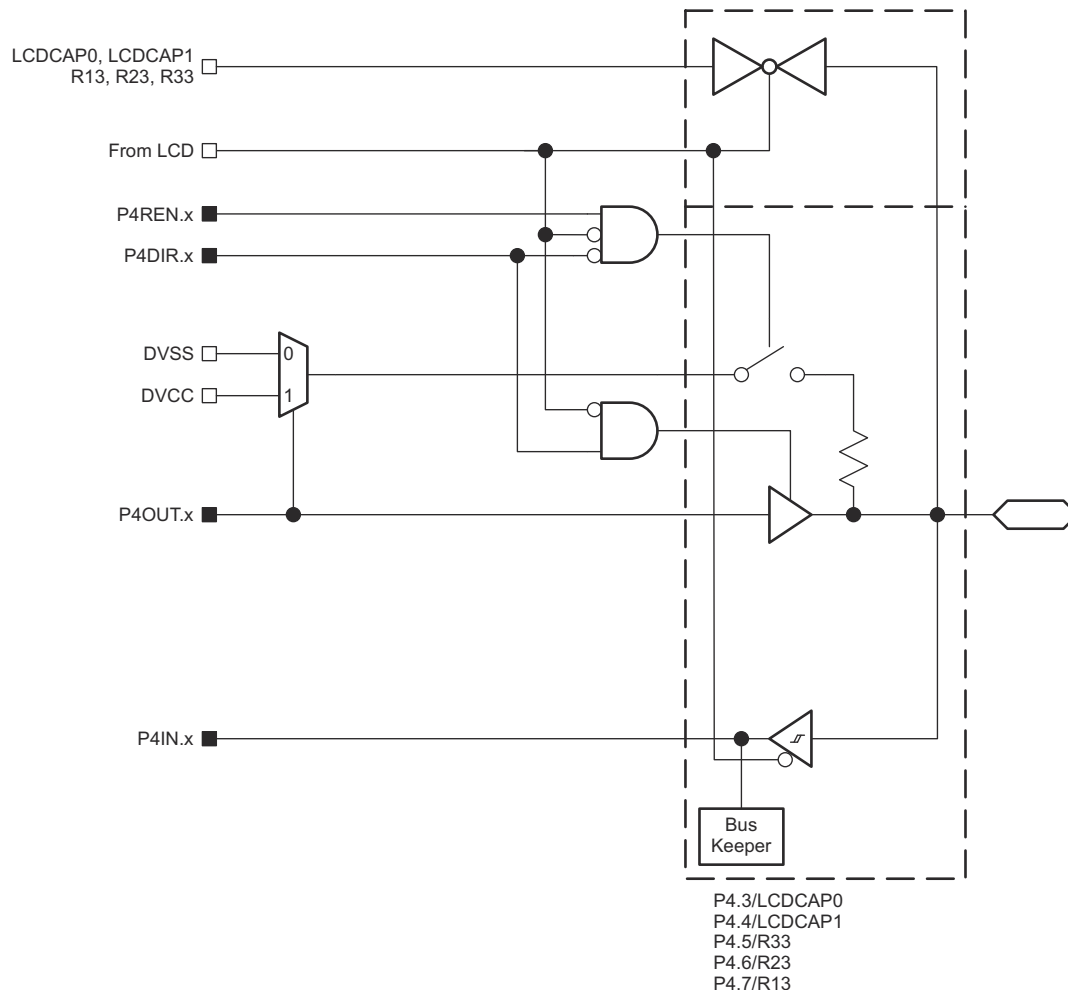 LCDCAP0, LCDCAP1
R13, R23, R33
From LCD
P4REN.x
P4DIR.x
DVSS
0
DVCC
1
P4OUT.x
P4IN.x
Bus
Keeper
P4.3/LCDCAP0
P4.4/LCDCAP1
P4.5/R33
P4.6/R23
P4.7/R13